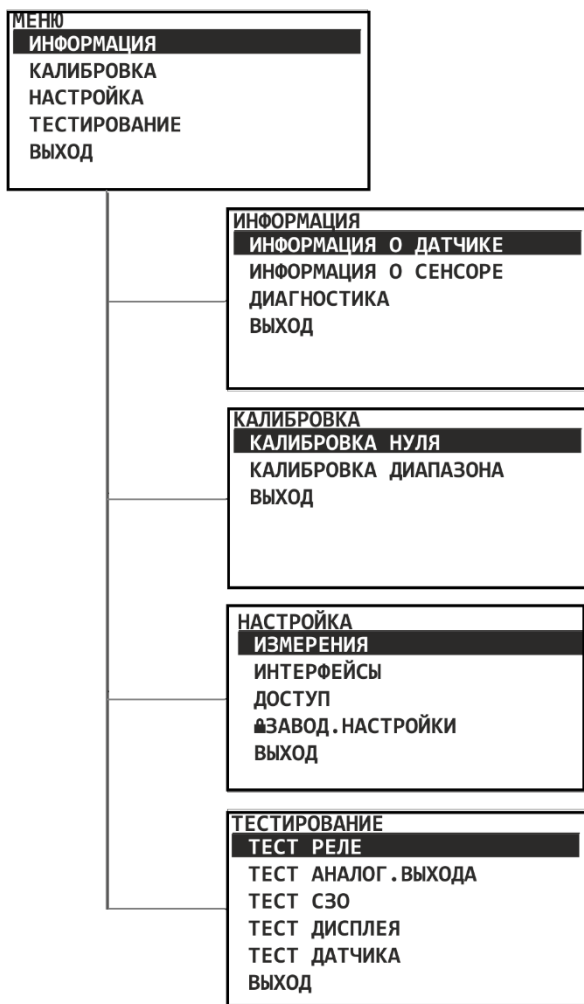 МЕНЮ
ИНФОРМАЦИЯ
КАЛИБРОВКА
НАСТРОЙКА
ТЕСТИРОВАНИЕ
ВЫХОД
ИНФОРМАЦИЯ
ИНФОРМАЦИЯ О ДАТЧИКЕ
ИНФОРМАЦИЯ О СЕНСОРЕ
ДИАГНОСТИКА
ВЫХОД
КАЛИБРОВКА
КАЛИБРОВКА НУЛЯ
КАЛИБРОВКА ДИАПАЗОНА
ВЫХОД
НАСТРОЙКА
ИЗМЕРЕНИЯ
ИНТЕРФЕЙСЫ
ДОСТУП
ЗАВОД.НАСТРОЙКИ
ВЫХОД
ТЕСТИРОВАНИЕ
ТЕСТ РЕЛЕ
ТЕСТ АНАЛОГ.ВЫХОДА
ТЕСТ СЗО
ТЕСТ ДИСПЛЕЯ
ТЕСТ ДАТЧИКА
ВЫХОД